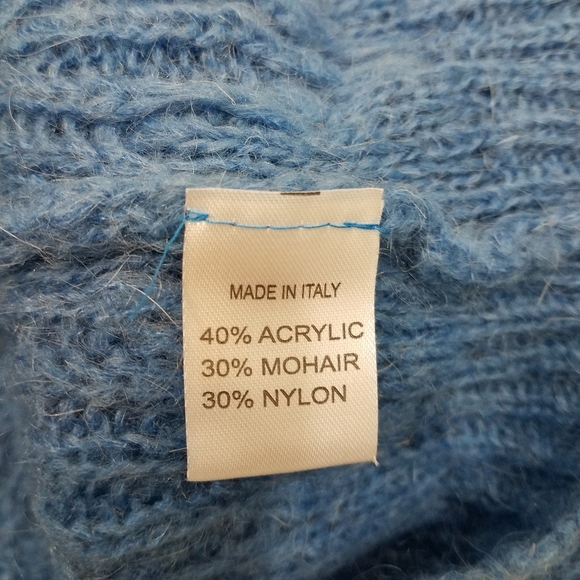 MADE IN ITALY
40% ACRYLIC
30% MOHAIR
30% NYLON